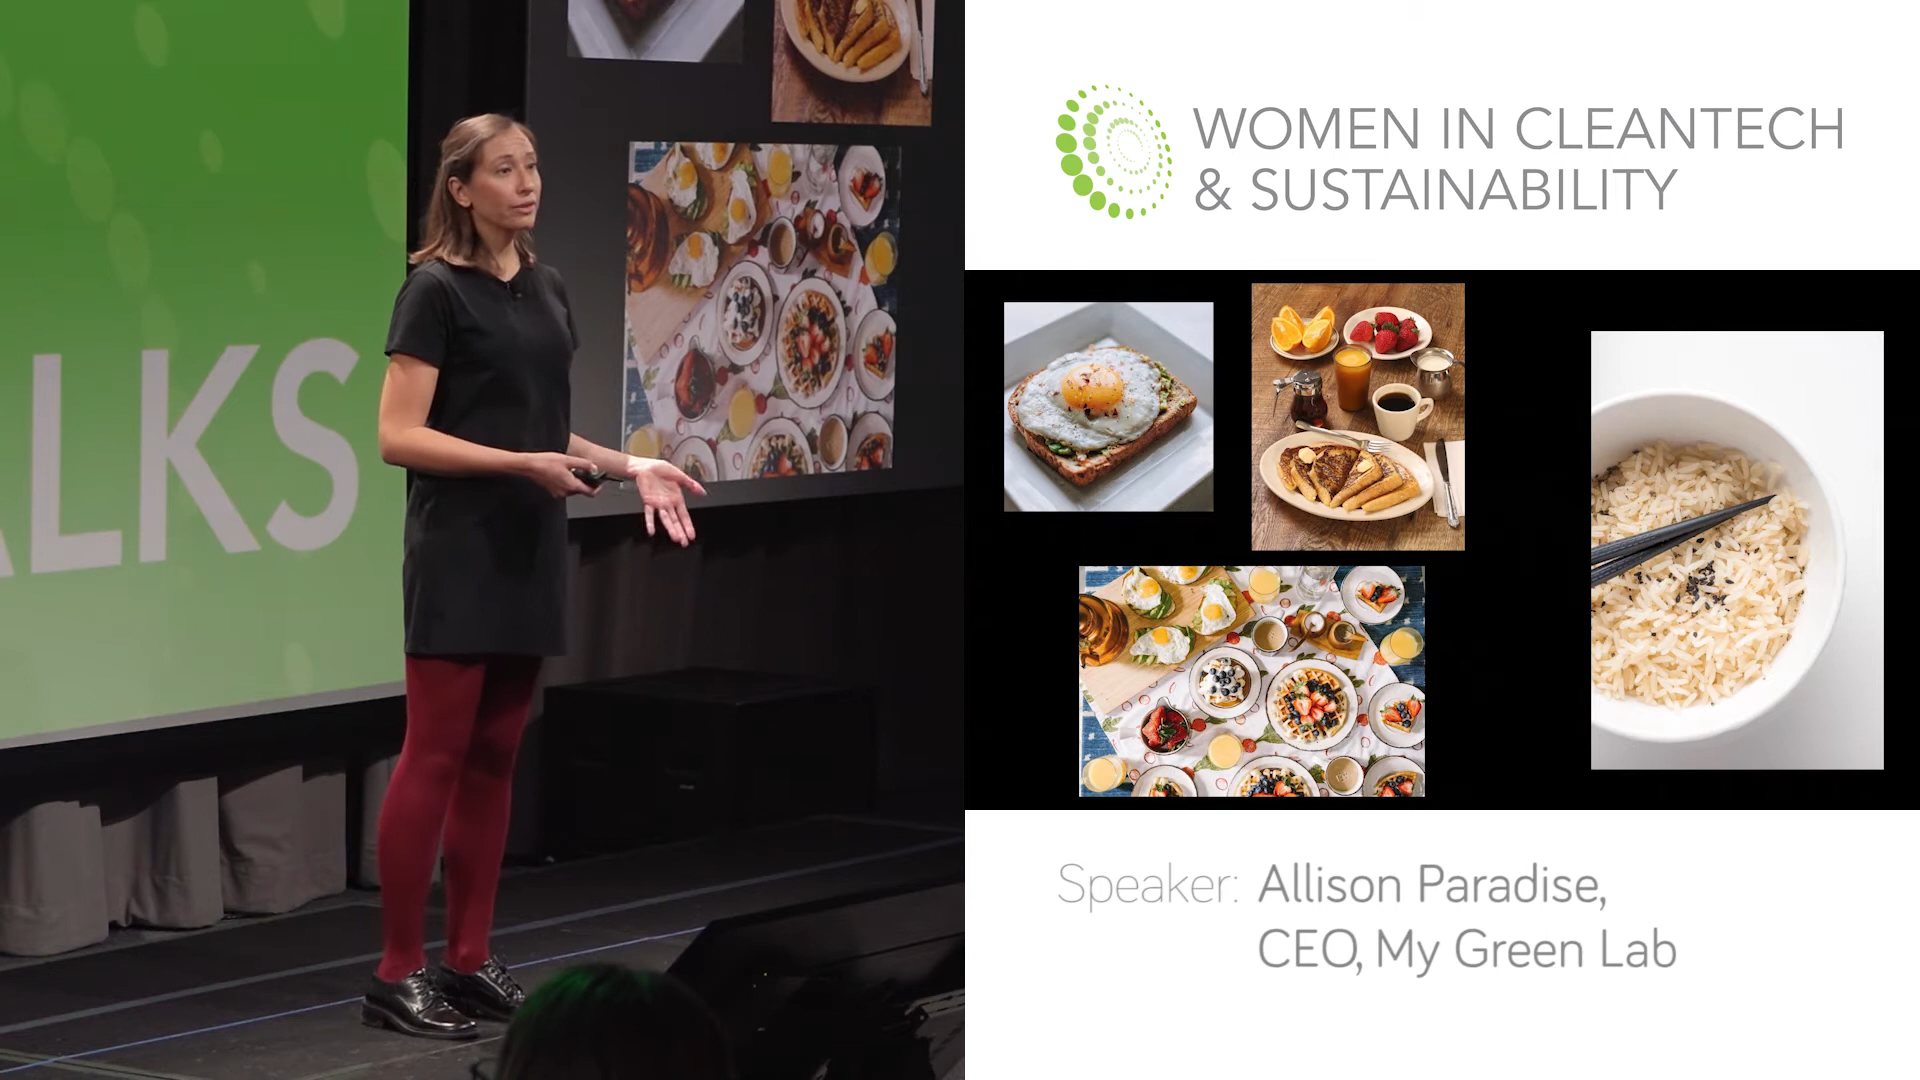 ALKS
WOMEN IN CLEANTECH
& SUSTAINABILITY
Speaker: Allison Paradise,
CEO, My Green Lab